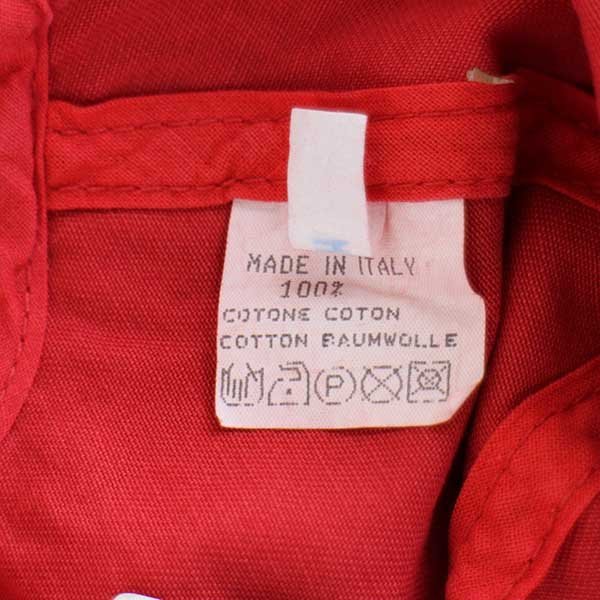 MADE IN ITALY
100%
COTONE COTON
COTTON BAUMWOLLE
P